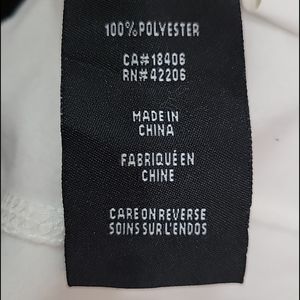 100% POLYESTER
CA#18406
RN#42206
MADE IN
CHINA
FABRIQUÉ EN
CHINE
CARE ON REVERSE
SOINS SUR L'ENDOS